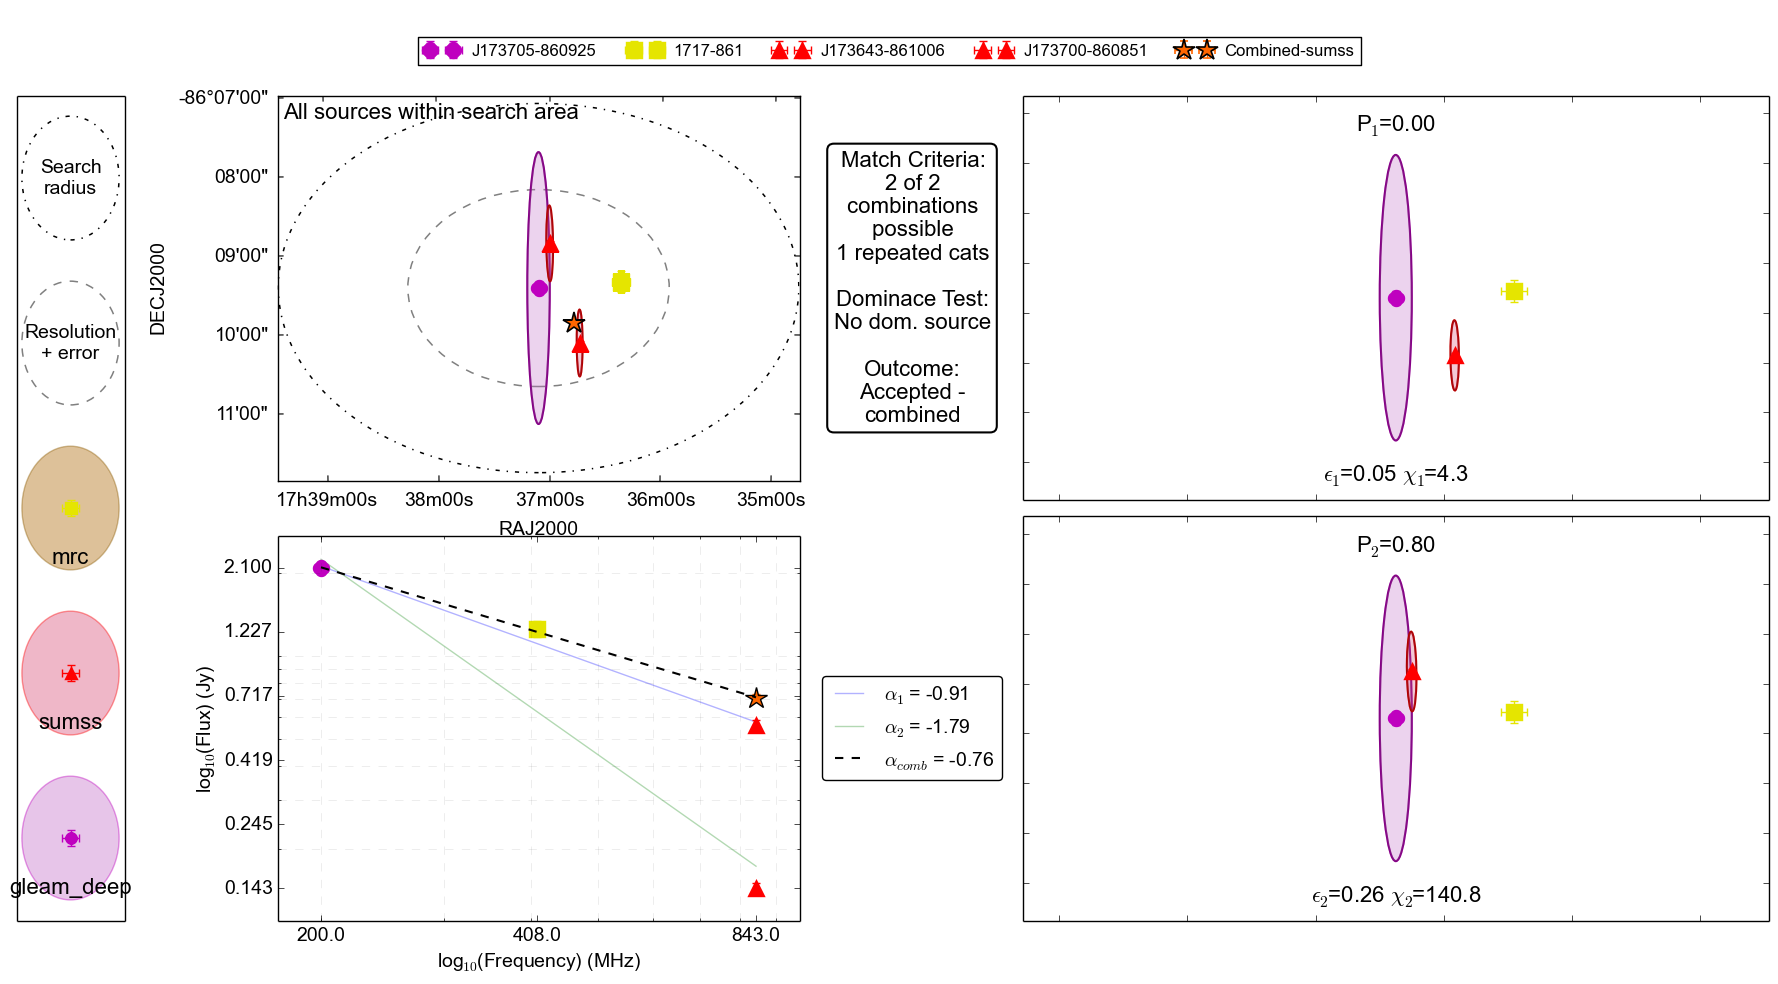 J173705-860925 1717-861 J173643-861006 J173700-860851 Combined-sumss
Search
radius
Resolution
+ error
mrc
sumss
gleam_deep
All sources within search area
-86°07'00"
08'00"
09'00"
10'00"
11'00"
DECJ2000
17h39m00s 38m00s 37m00s 36m00s 35m00s
RAJ2000
Match Criteria:
2 of 2
combinations
possible
1 repeated cats
Dominace Test:
No dom. source
Outcome:
Accepted -
combined
P₁=0.00
ε₁=0.05 χ₁=4.3
2.100
1.227
0.717
0.419
0.245
0.143
log₁₀(Flux) (Jy)
200.0 408.0 843.0
log₁₀(Frequency) (MHz)
α₁ = -0.91
α₂ = -1.79
α_comb = -0.76
P₂=0.80
ε₂=0.26 χ₂=140.8